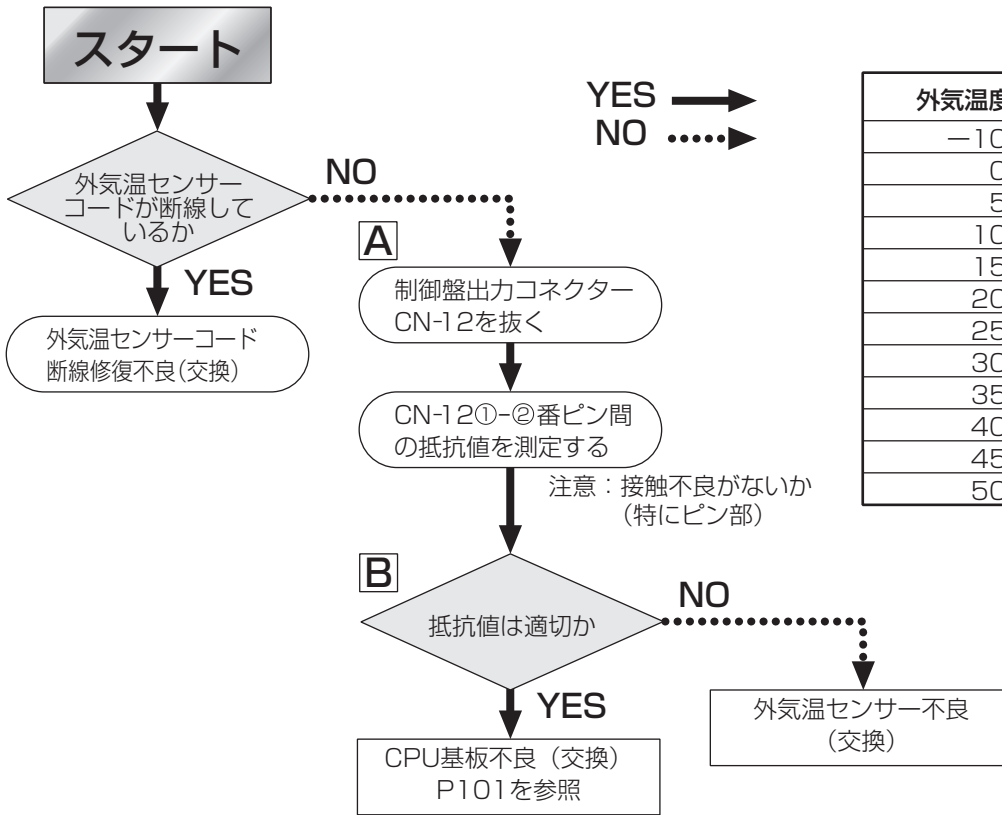 スタート
YES
NO
外気温センサー
コードが断線して
いるか
NO
YES
外気温センサーコード
断線修復不良(交換)
A
制御盤出力コネクター
CN-12を抜く
CN-12①-②番ピン間
の抵抗値を測定する
注意：接触不良がないか
（特にピン部）
B
抵抗値は適切か
NO
YES
CPU基板不良（交換）
P101を参照
外気温センサー不良
（交換）
外気温度
－10
0
5
10
15
20
25
30
35
40
45
50